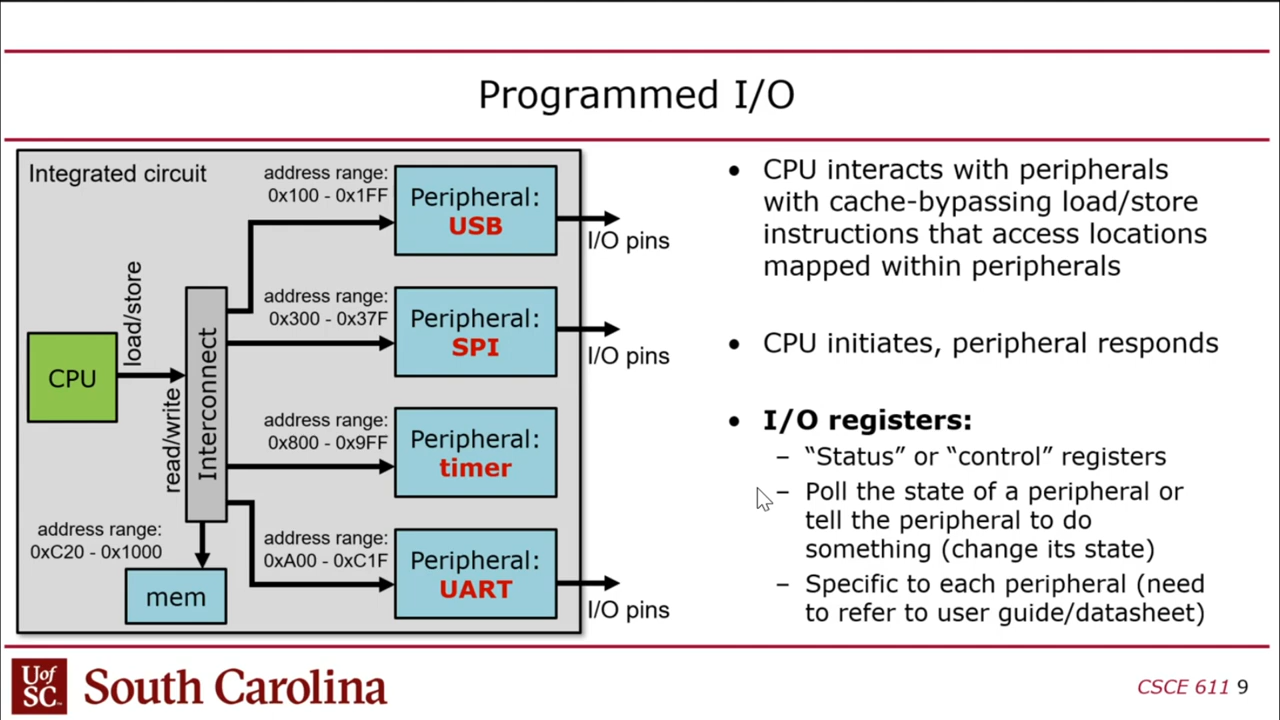 Programmed I/O
Integrated circuit
address range:
0x100 - 0x1FF
Peripheral:
USB
I/O pins
address range:
0x300 - 0x37F
Peripheral:
SPI
I/O pins
load/store
CPU
read/write
Interconnect
address range:
0x800 - 0x9FF
Peripheral:
timer
address range:
0xC20 - 0x1000
mem
address range:
0xA00 - 0xC1F
Peripheral:
UART
I/O pins
• CPU interacts with peripherals
with cache-bypassing load/store
instructions that access locations
mapped within peripherals
• CPU initiates, peripheral responds
• I/O registers:
– “Status” or “control” registers
– Poll the state of a peripheral or
tell the peripheral to do
something (change its state)
– Specific to each peripheral (need
to refer to user guide/datasheet)
U of
SC
South Carolina
CSCE 611 9